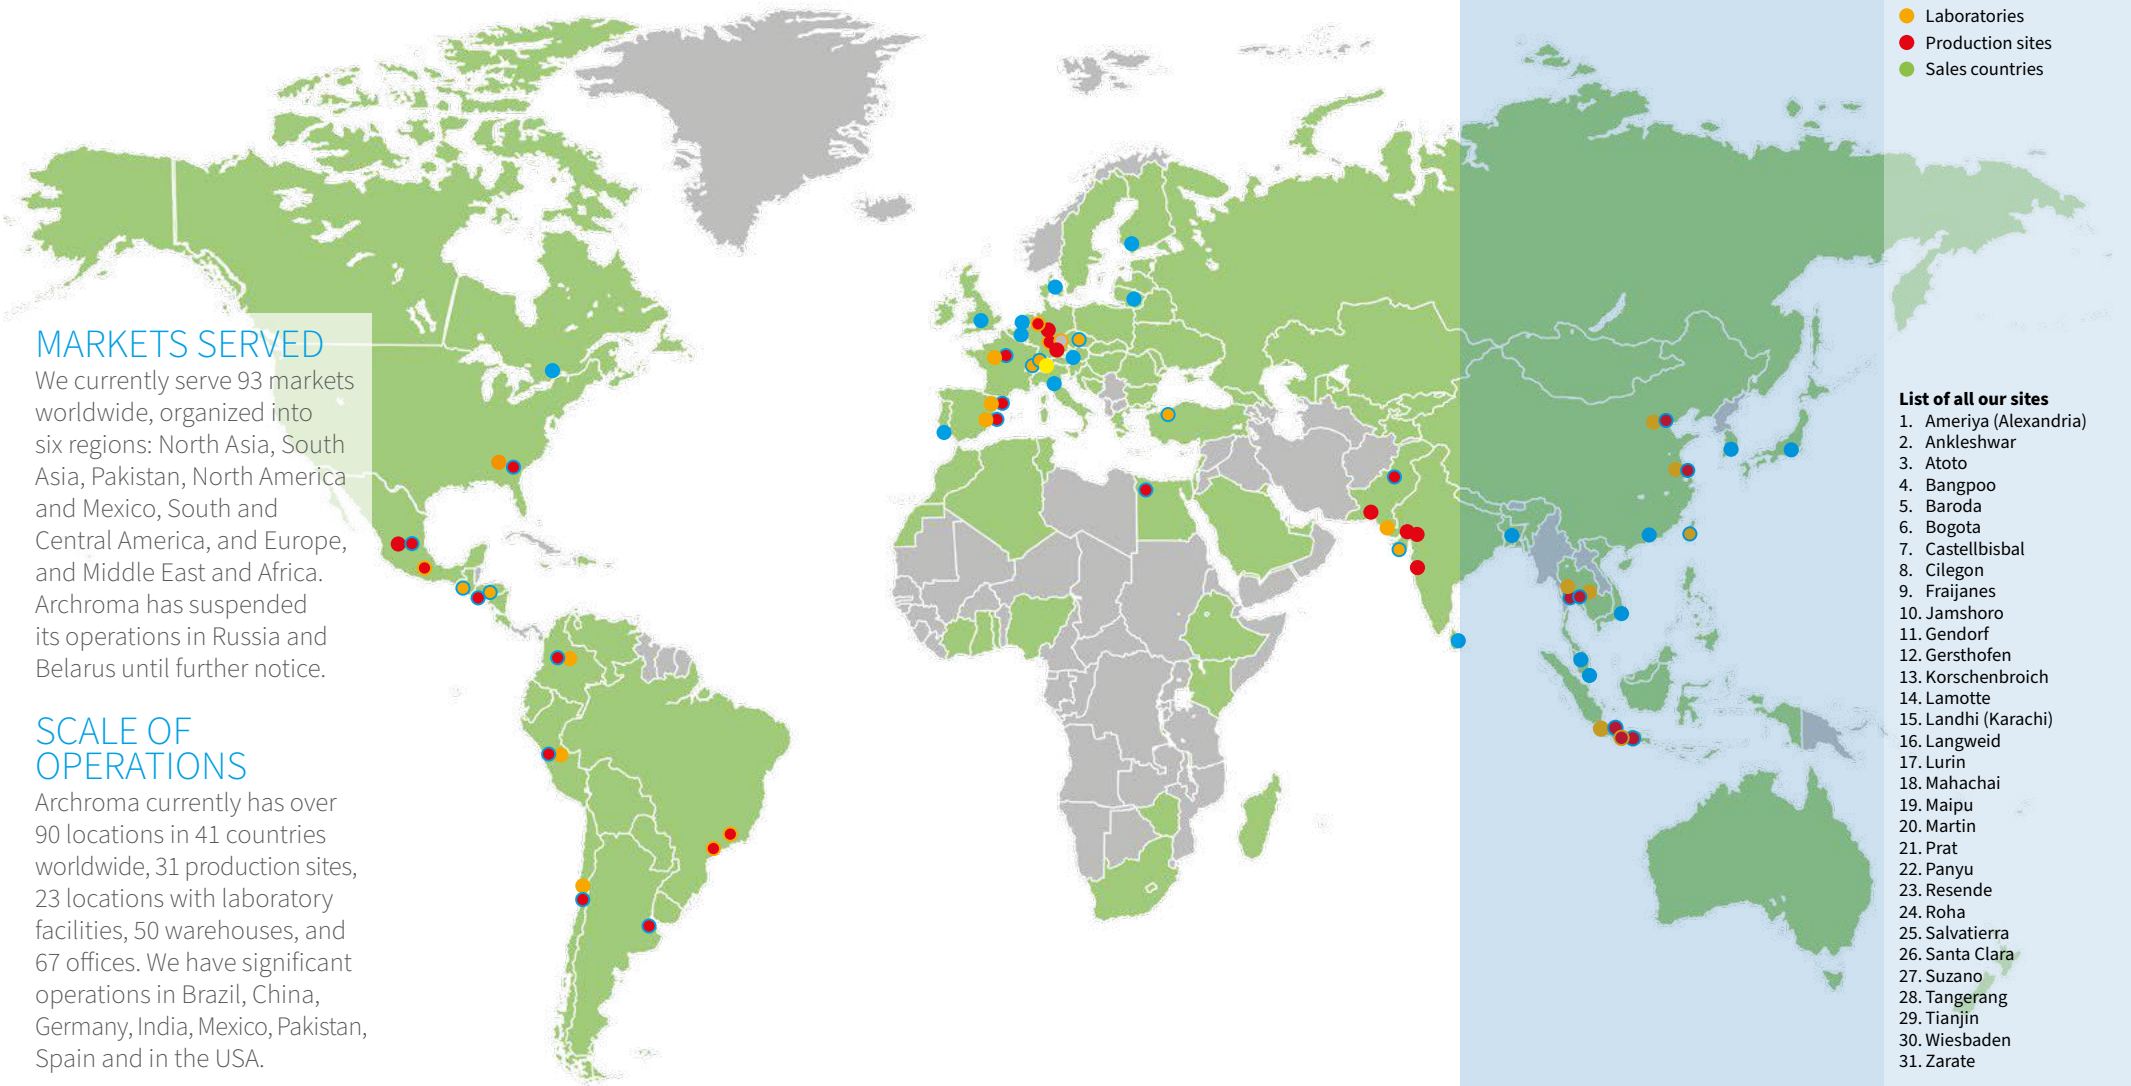 Laboratories
Production sites
Sales countries
MARKETS SERVED
We currently serve 93 markets
worldwide, organized into
six regions: North Asia, South
Asia, Pakistan, North America
and Mexico, South and
Central America, and Europe,
and Middle East and Africa.
Archroma has suspended
its operations in Russia and
Belarus until further notice.
SCALE OF
OPERATIONS
Archroma currently has over
90 locations in 41 countries
worldwide, 31 production sites,
23 locations with laboratory
facilities, 50 warehouses, and
67 offices. We have significant
operations in Brazil, China,
Germany, India, Mexico, Pakistan,
Spain and in the USA.
List of all our sites
1. Ameriya (Alexandria)
2. Ankleshwar
3. Atoto
4. Bangpoo
5. Baroda
6. Bogota
7. Castellbisbal
8. Cilegon
9. Fraijanes
10. Jamshoro
11. Gendorf
12. Gersthofen
13. Korschenbroich
14. Lamotte
15. Landhi (Karachi)
16. Langweid
17. Lurin
18. Mahachai
19. Maipu
20. Martin
21. Prat
22. Panyu
23. Resende
24. Roha
25. Salvatierra
26. Santa Clara
27. Suzano
28. Tangerang
29. Tianjin
30. Wiesbaden
31. Zarate